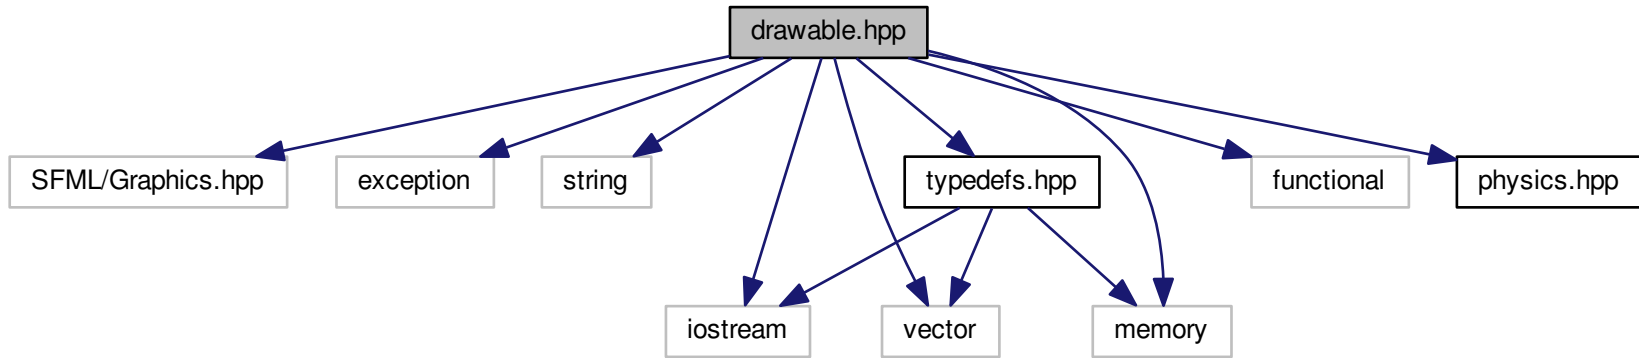 drawable.hpp
SFML/Graphics.hpp
exception
string
typedefs.hpp
functional
physics.hpp
iostream
vector
memory